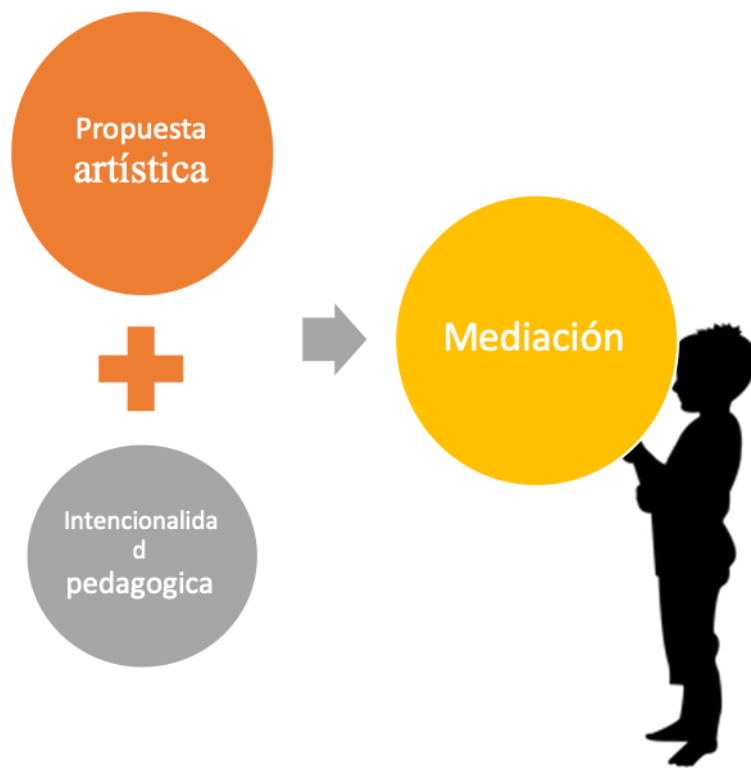 Propuesta
artística
Mediación
Intencionalida
d
pedagogica